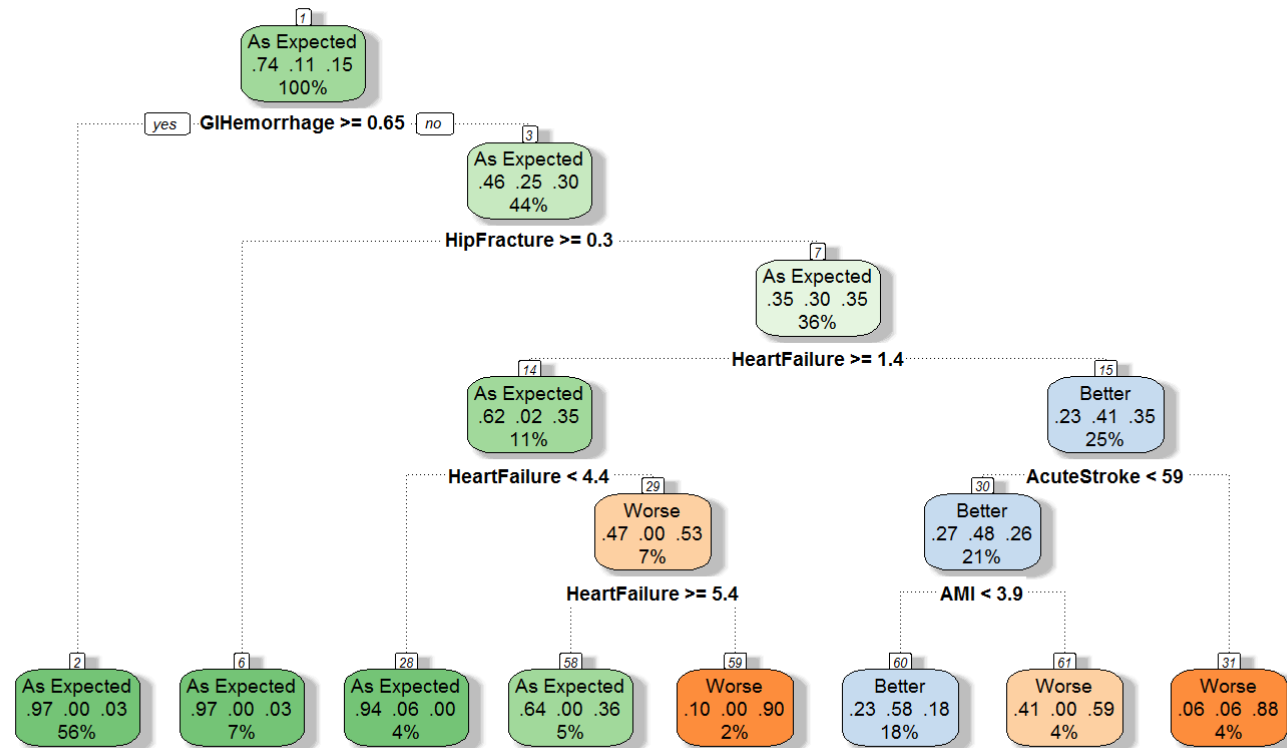 1
As Expected
.74 .11 .15
100%
yes GIHemorrhage >= 0.65 no
3
As Expected
.46 .25 .30
44%
HipFracture >= 0.3
7
As Expected
.35 .30 .35
36%
HeartFailure >= 1.4
14
As Expected
.62 .02 .35
11%
15
Better
.23 .41 .35
25%
HeartFailure < 4.4
AcuteStroke < 59
29
Worse
.47 .00 .53
7%
30
Better
.27 .48 .26
21%
HeartFailure >= 5.4
AMI < 3.9
2
As Expected
.97 .00 .03
56%
6
As Expected
.97 .00 .03
7%
28
As Expected
.94 .06 .00
4%
58
As Expected
.64 .00 .36
5%
59
Worse
.10 .00 .90
2%
60
Better
.23 .58 .18
18%
61
Worse
.41 .00 .59
4%
31
Worse
.06 .06 .88
4%